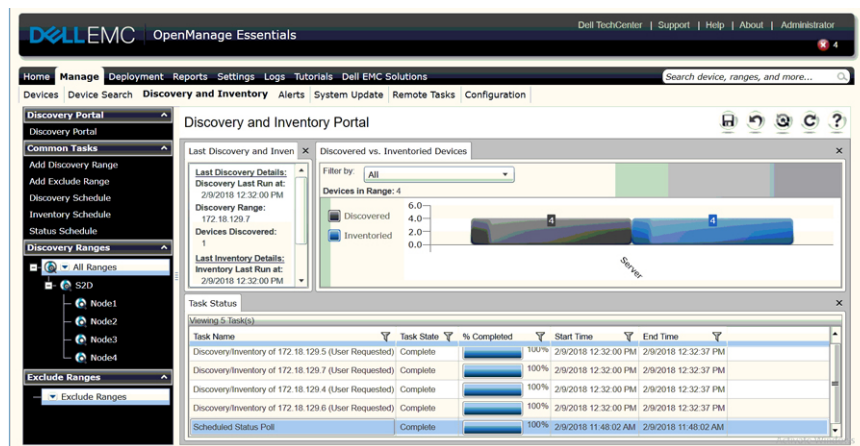 DELLEMC OpenManage Essentials
Dell TechCenter | Support | Help | About | Administrator
4
Home Manage Deployment Reports Settings Logs Tutorials Dell EMC Solutions
Search device, ranges, and more...
Devices Device Search Discovery and Inventory Alerts System Update Remote Tasks Configuration
Discovery Portal
Discovery Portal
Common Tasks
Add Discovery Range
Add Exclude Range
Discovery Schedule
Inventory Schedule
Status Schedule
Discovery Ranges
All Ranges
S2D
Node1
Node2
Node3
Node4
Exclude Ranges
Exclude Ranges
Discovery and Inventory Portal
Last Discovery and Inven
Last Discovery Details:
Discovery Last Run at:
2/9/2018 12:32:00 PM
Discovery Range:
172.18.129.7
Devices Discovered:
1
Last Inventory Details:
Inventory Last Run at:
2/9/2018 12:32:00 PM
Discovered vs. Inventoried Devices
Filter by: All
Devices in Range: 4
Discovered
Inventoried
6.0
4.0
2.0
0.0
4
4
Server
Task Status
Viewing 5 Task(s)
Task Name Task State % Completed Start Time End Time
Discovery/Inventory of 172.18.129.5 (User Requested) Complete 100% 2/9/2018 12:32:00 PM 2/9/2018 12:32:37 PM
Discovery/Inventory of 172.18.129.7 (User Requested) Complete 100% 2/9/2018 12:32:00 PM 2/9/2018 12:32:37 PM
Discovery/Inventory of 172.18.129.4 (User Requested) Complete 100% 2/9/2018 12:32:00 PM 2/9/2018 12:32:37 PM
Discovery/Inventory of 172.18.129.6 (User Requested) Complete 100% 2/9/2018 12:32:00 PM 2/9/2018 12:32:37 PM
Scheduled Status Poll Complete 100% 2/9/2018 11:48:02 AM 2/9/2018 11:48:02 AM